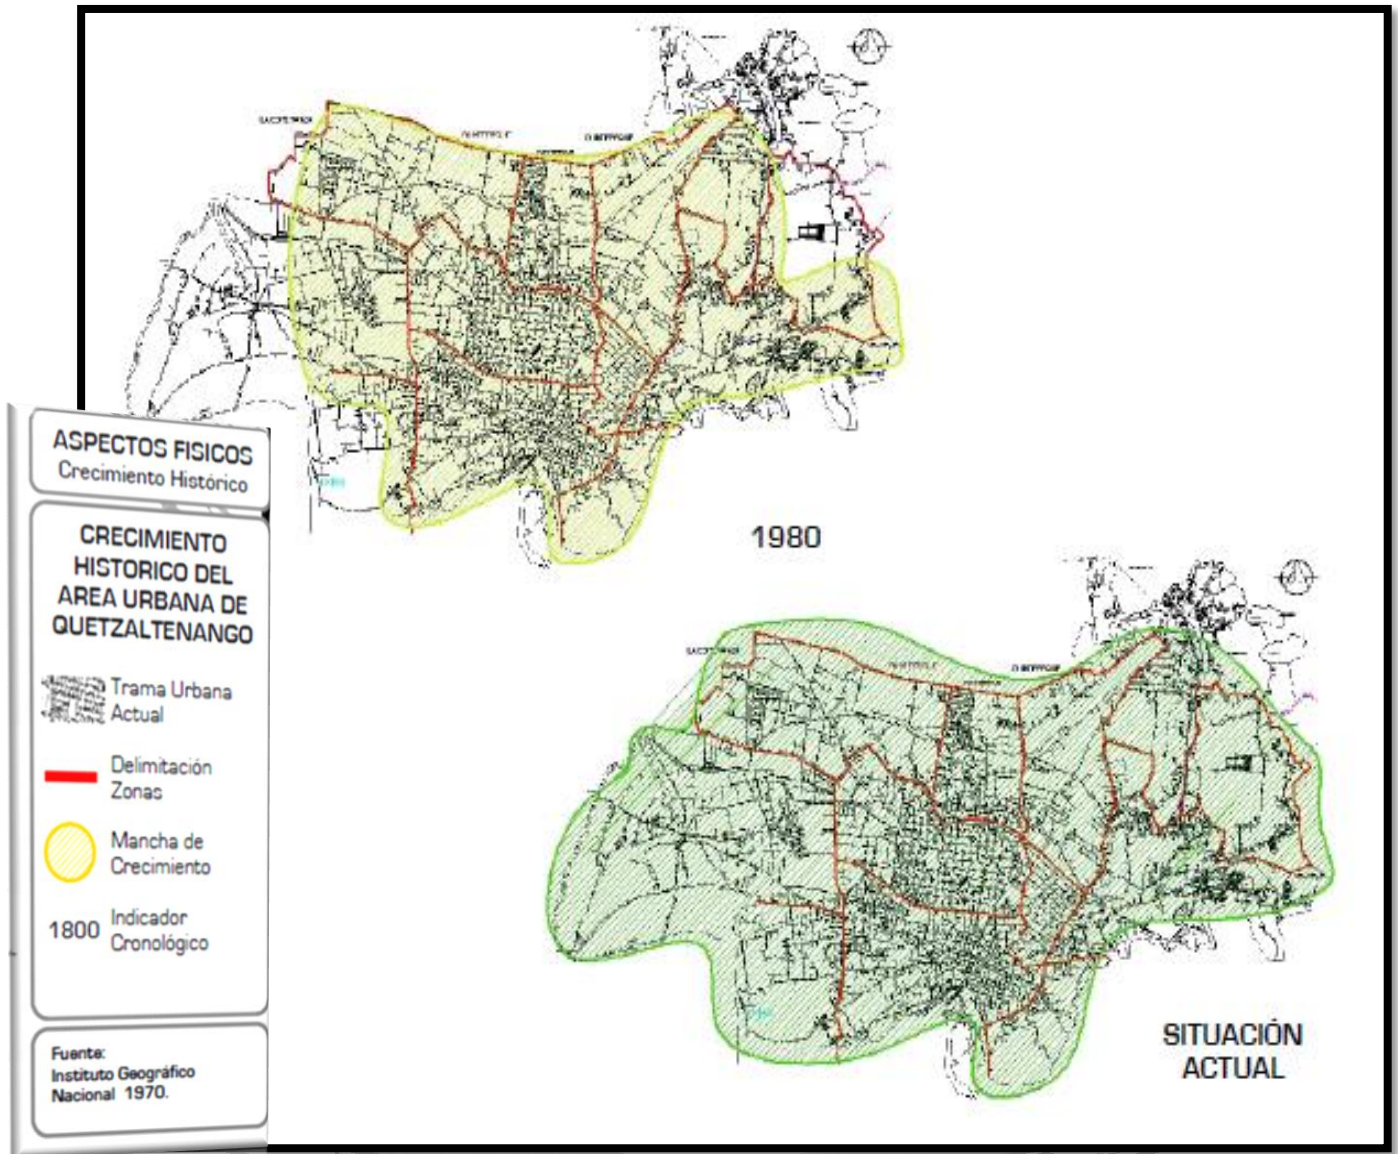 1980
ASPECTOS FISICOS
Crecimiento Histórico
CRECIMIENTO
HISTORICO DEL
AREA URBANA DE
QUETZALTENANGO
Trama Urbana
Actual
Delimitación
Zonas
Mancha de
Crecimiento
1800
Indicador
Cronológico
Fuente:
Instituto Geográfico
Nacional 1970.
SITUACIÓN
ACTUAL